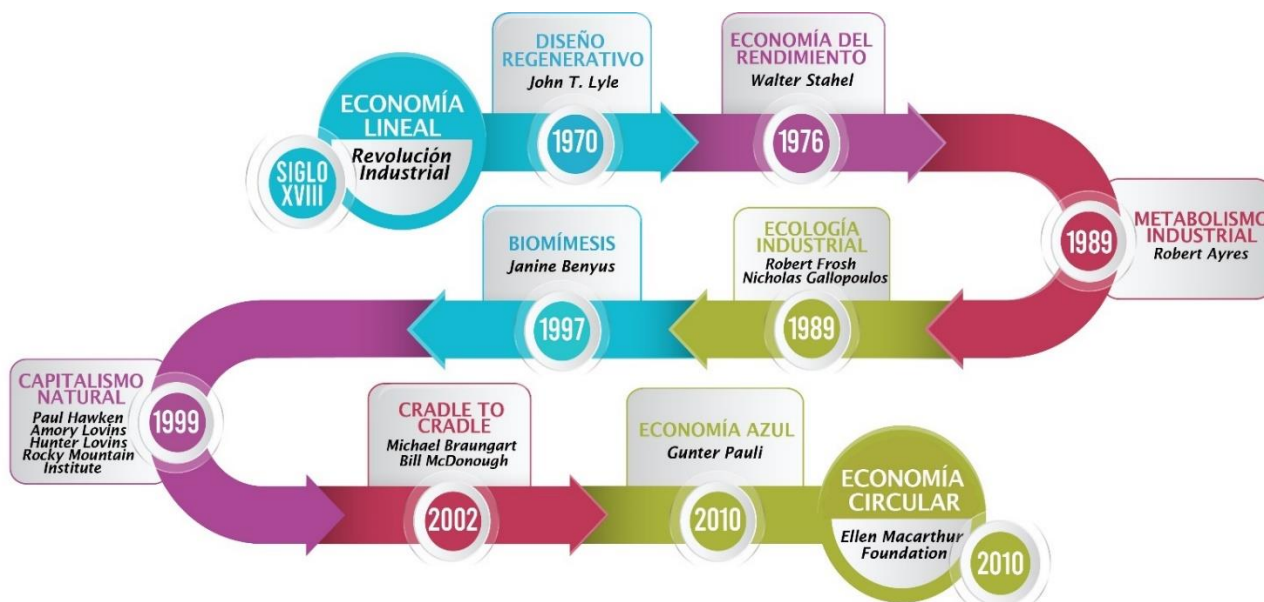 SIGLO
XVIII
ECONOMÍA
LINEAL
Revolución
Industrial
DISEÑO
REGENERATIVO
John T. Lyle
1970
ECONOMÍA DEL
RENDIMIENTO
Walter Stahel
1976
METABOLISMO
INDUSTRIAL
Robert Ayres
1989
ECOLOGÍA
INDUSTRIAL
Robert Frosh
Nicholas Gallopoulos
1989
BIOMÍMESIS
Janine Benyus
1997
CAPITALISMO
NATURAL
Paul Hawken
Amory Lovins
Hunter Lovins
Rocky Mountain
Institute
1999
CRADLE TO
CRADLE
Michael Braungart
Bill McDonough
2002
ECONOMÍA AZUL
Gunter Pauli
2010
ECONOMÍA
CIRCULAR
Ellen Macarthur
Foundation
2010